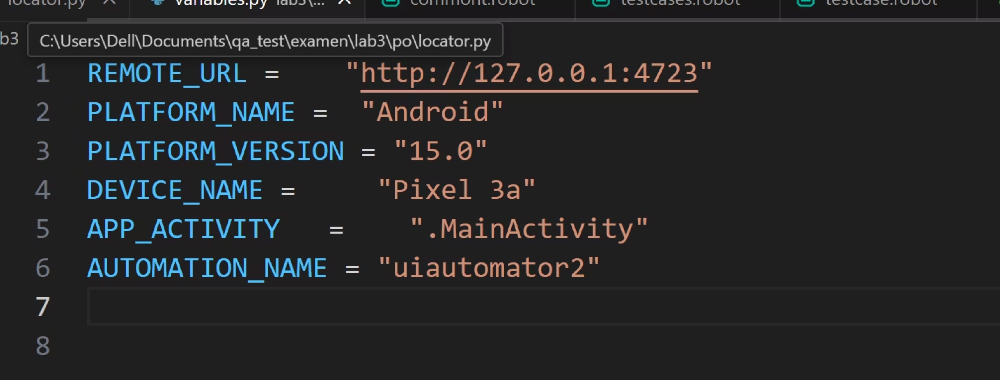 locator.py variables.py lab3\... commont.robot testcases.robot testcase.robot
b3 C:\Users\Dell\Documents\qa_test\examen\lab3\po\locator.py
1 REMOTE_URL = "http://127.0.0.1:4723"
2 PLATFORM_NAME = "Android"
3 PLATFORM_VERSION = "15.0"
4 DEVICE_NAME = "Pixel 3a"
5 APP_ACTIVITY = ".MainActivity"
6 AUTOMATION_NAME = "uiautomator2"
7
8